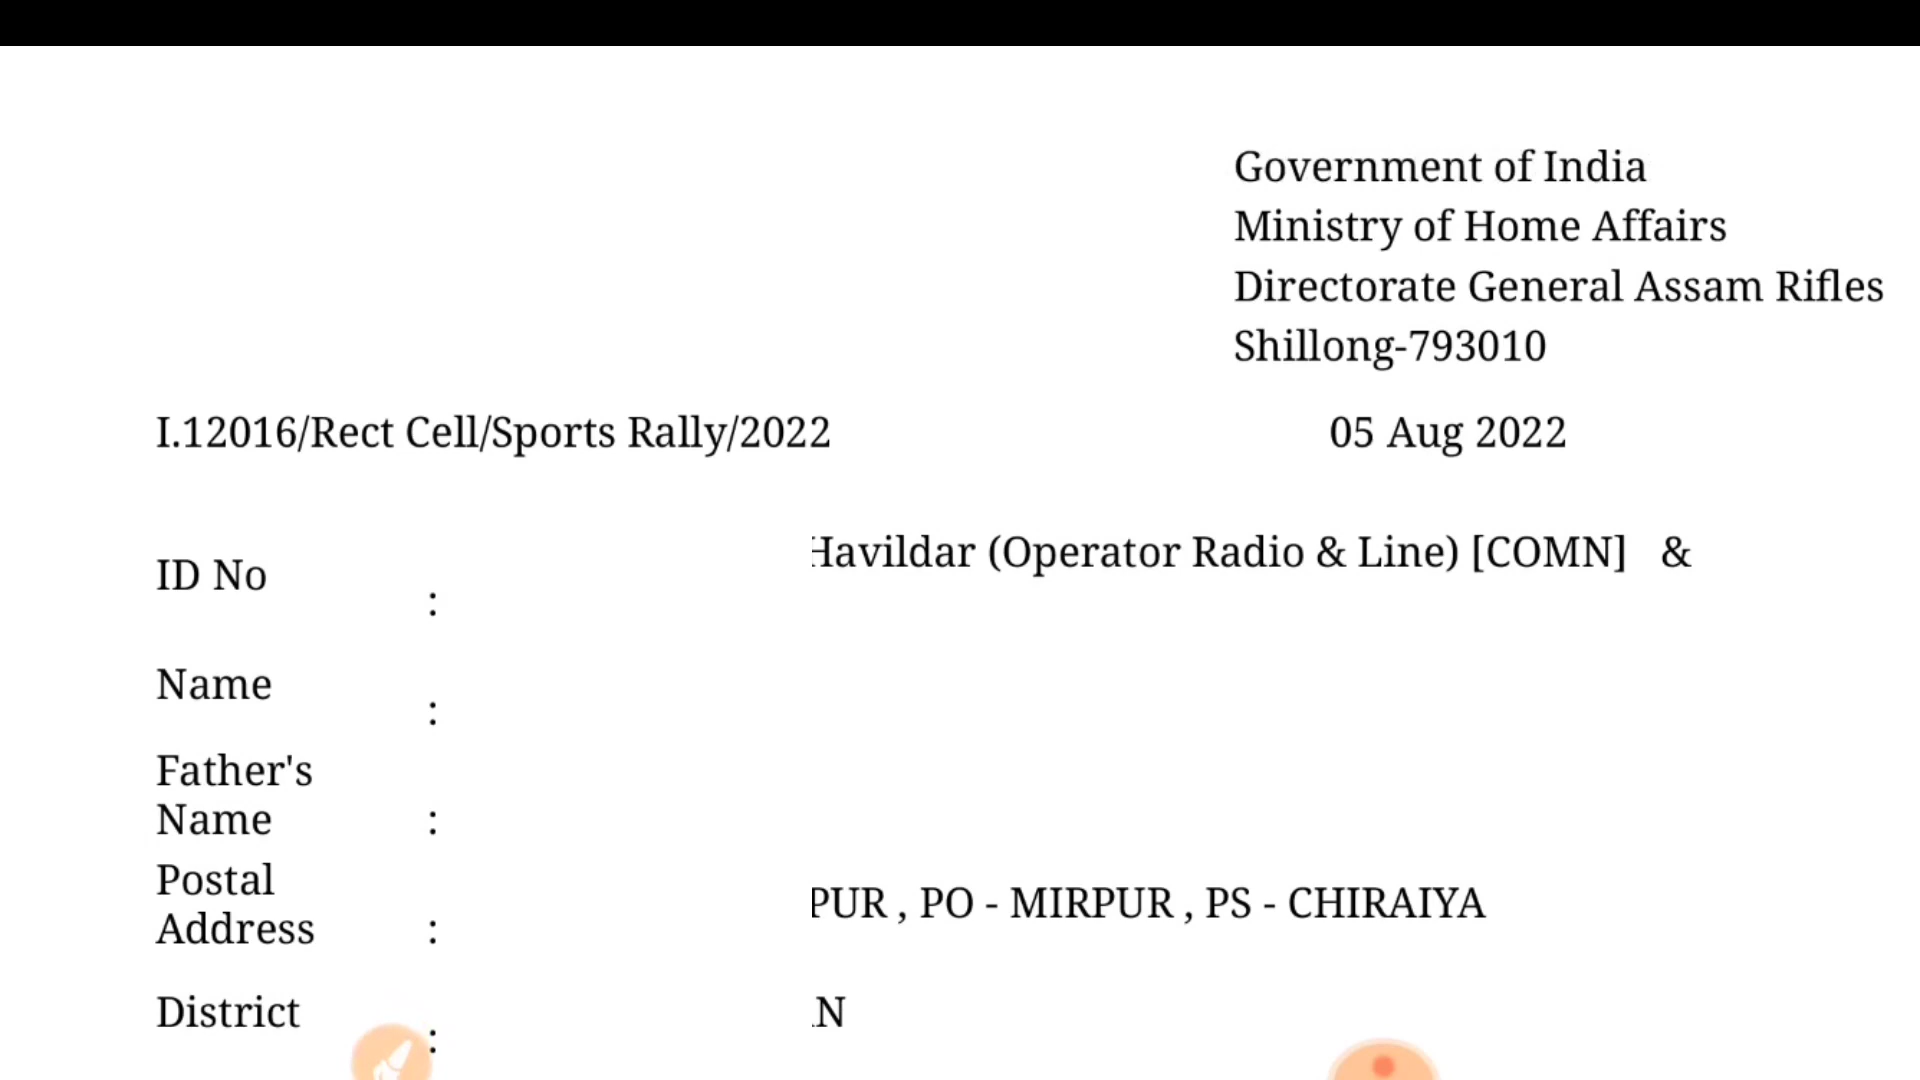 Government of India
Ministry of Home Affairs
Directorate General Assam Rifles
Shillong-793010
I.12016/Rect Cell/Sports Rally/2022 05 Aug 2022
ID No : Havildar (Operator Radio & Line) [COMN] &
Name :
Father's
Name :
Postal
Address : PUR , PO - MIRPUR , PS - CHIRAIYA
District : N